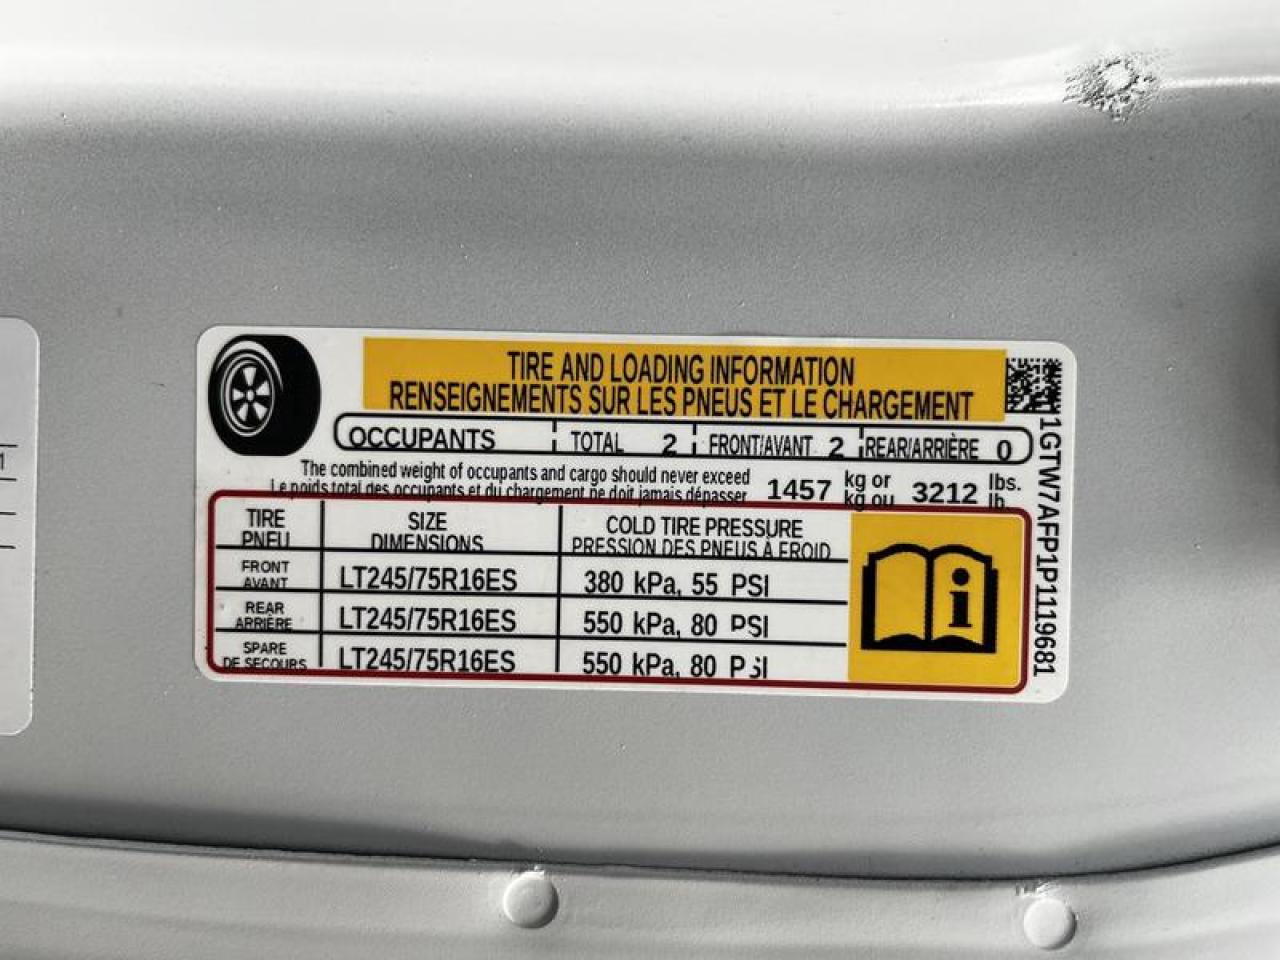 TIRE AND LOADING INFORMATION
RENSEIGNEMENTS SUR LES PNEUS ET LE CHARGEMENT
OCCUPANTS TOTAL 2 FRONT/AVANT 2 REAR/ARRIÈRE 0
The combined weight of occupants and cargo should never exceed 1457 kg or 3212 lbs.
Le poids total des occupants et du chargement ne doit jamais dépasser kg ou lb.
TIRE SIZE COLD TIRE PRESSURE
PNEU DIMENSIONS PRESSION DES PNEUS À FROID
FRONT
AVANT LT245/75R16ES 380 kPa, 55 PSI
REAR
ARRIÈRE LT245/75R16ES 550 kPa, 80 PSI
SPARE
DE SECOURS LT245/75R16ES 550 kPa, 80 PSI
1GTW7AFP1P1119681
1